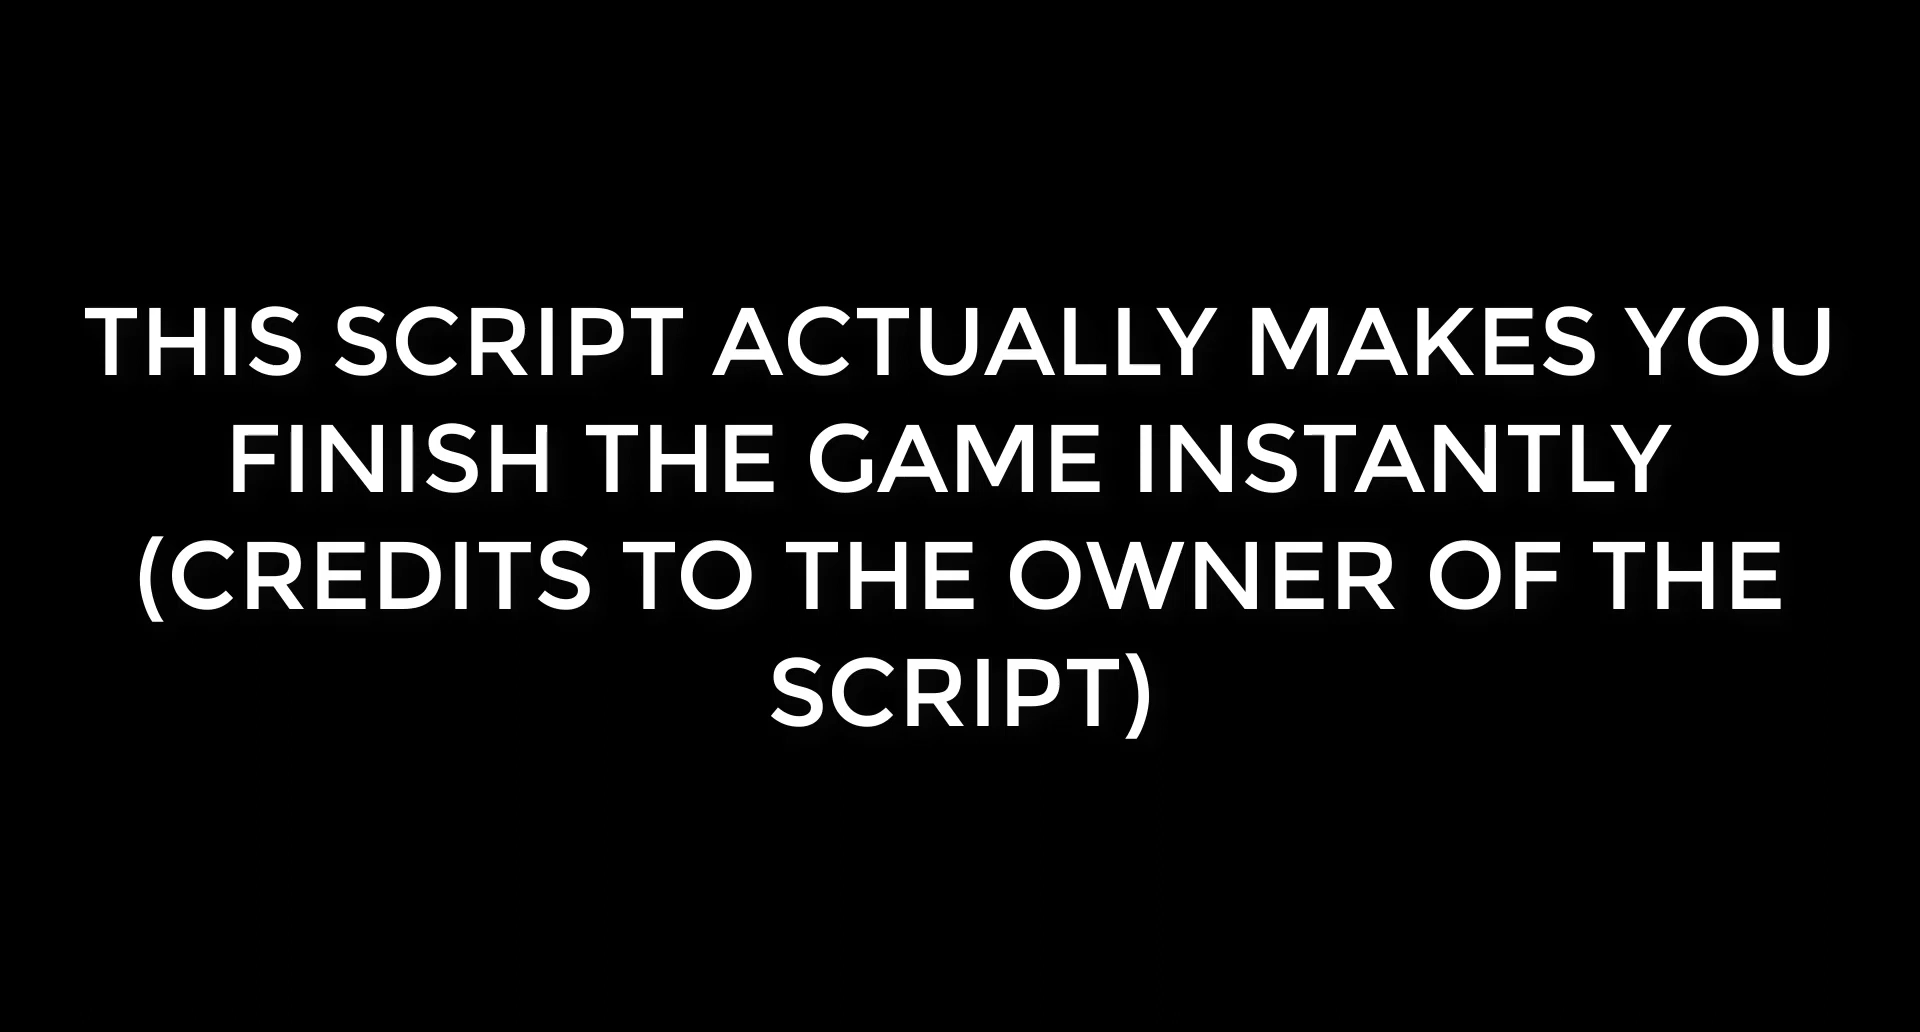 THIS SCRIPT ACTUALLY MAKES YOU
FINISH THE GAME INSTANTLY
(CREDITS TO THE OWNER OF THE
SCRIPT)